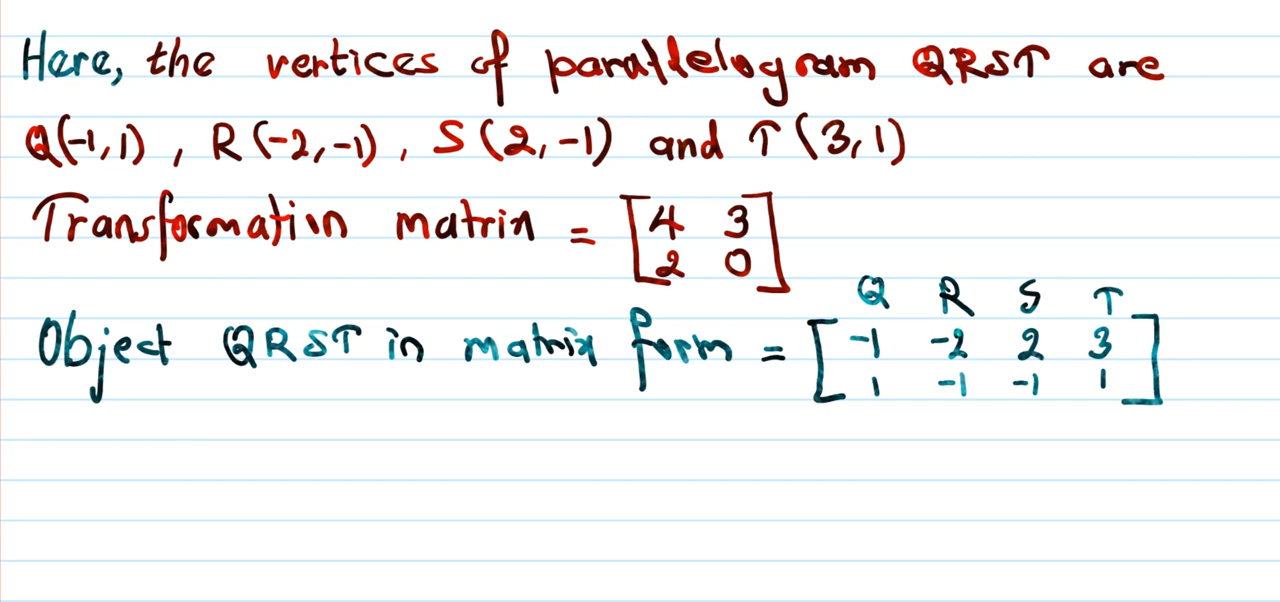 Here, the vertices of parallelogram QRST are
Q(-1,1), R(-2,-1), S(2,-1) and T(3,1)
Transformation matrix = [4 3
2 0]
Q R S T
Object QRST in matrix form = [-1 -2 2 3
1 -1 -1 1]